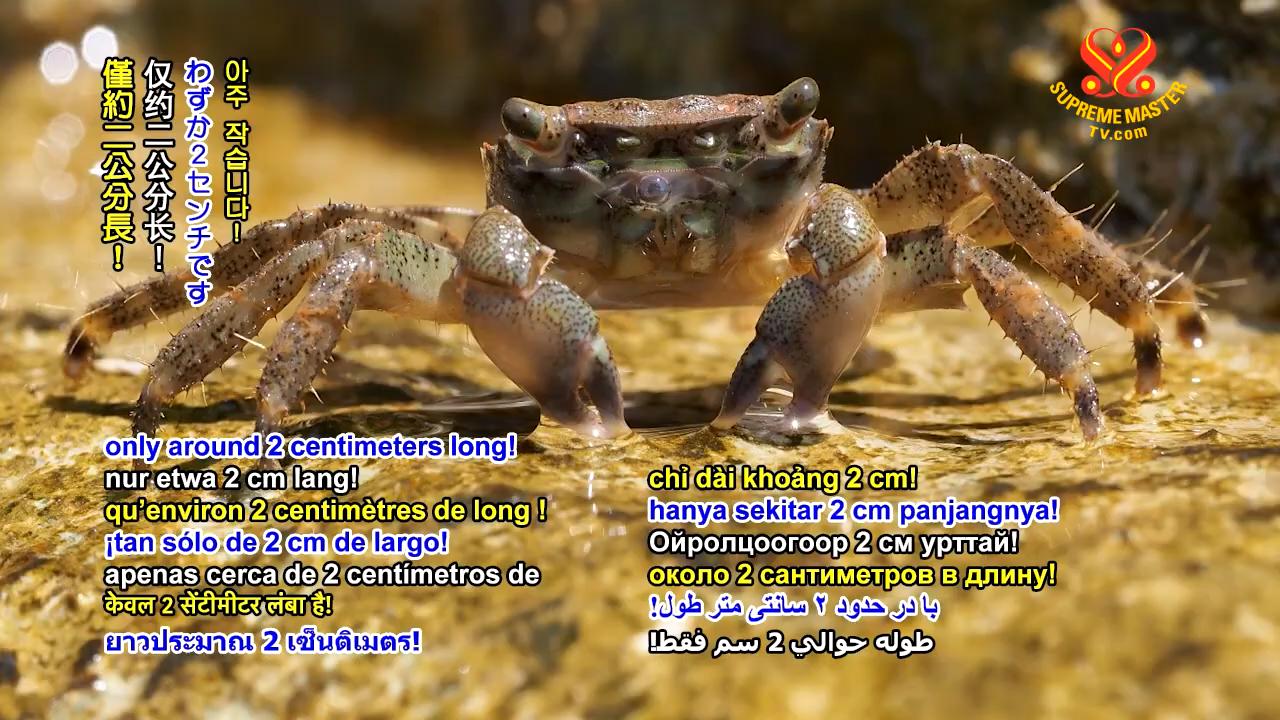 僅約二公分長！
仅约二公分长！
わずか2センチです
아주 작습니다!
SUPREME MASTER
TV.com
only around 2 centimeters long!
nur etwa 2 cm lang!
qu'environ 2 centimètres de long !
¡tan sólo de 2 cm de largo!
apenas cerca de 2 centímetros de
केवल 2 सेंटीमीटर लंबा है!
ยาวประมาณ 2 เซ็นติเมตร!
chỉ dài khoảng 2 cm!
hanya sekitar 2 cm panjangnya!
Ойролцоогоор 2 см урттай!
около 2 сантиметров в длину!
با در حدود ۲ سانتی متر طول!
طوله حوالي 2 سم فقط!